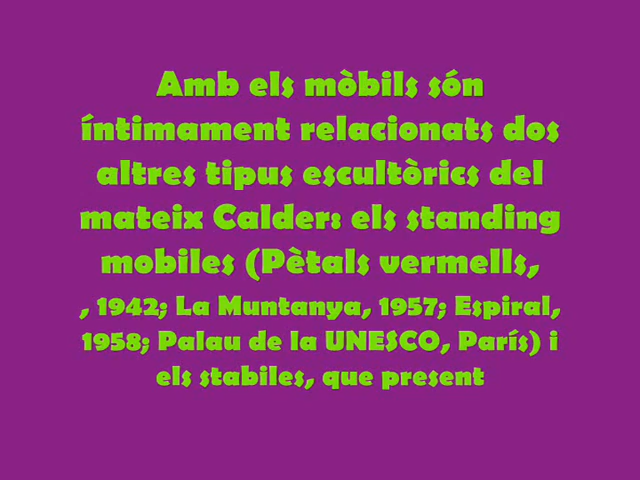 Amb els mòbils són
íntimament relacionats dos
altres tipus escultòrics del
mateix Calder: els standing
mobiles (Pètals vermells,
, 1942; La Muntanya, 1957; Espiral,
1958; Palau de la UNESCO, París) i
els stabiles, que present